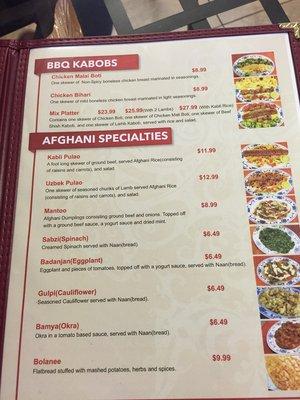 BBQ KABOBS
Chicken Malai Boti $8.99
One skewer of Non-Spicy boneless chicken breast marinated in seasonings.
Chicken Bihari $8.99
One skewer of mild boneless chicken breast marinated in light seasonings.
Mix Platter $23.99 $25.99(With 2 Lambs) $27.99 (With Kabli Rice)
Contains one skewer of Chicken Boti, one skewer of Chicken Mali Boti, one skewer of Beef
Shish Kabob, and one skewer of Lamb Kabob, served with rice and salad.
AFGHANI SPECIALTIES
Kabli Pulao $11.99
A foot long skewer of ground beef, served Afghani Rice(consisting
of raisins and carrots), and salad.
Uzbek Pulao $12.99
One skewer of seasoned chunks of Lamb served Afghani Rice
(consisting of raisins and carrots), and salad.
Mantoo $8.99
Afghani Dumplings consisting ground beef and onions. Topped off
with a ground beef sauce, a yogurt sauce and dried mint.
Sabzi(Spinach) $6.49
Creamed Spinach served with Naan(bread).
Badanjan(Eggplant) $6.49
Eggplant and pieces of tomatoes, topped off with a yogurt sauce, served with Naan(bread).
Gulpi(Cauliflower) $6.49
Seasoned Cauliflower served with Naan(bread).
Bamya(Okra) $6.49
Okra in a tomato based sauce, served with Naan(bread).
Bolanee $9.99
Flatbread stuffed with mashed potatoes, herbs and spices.